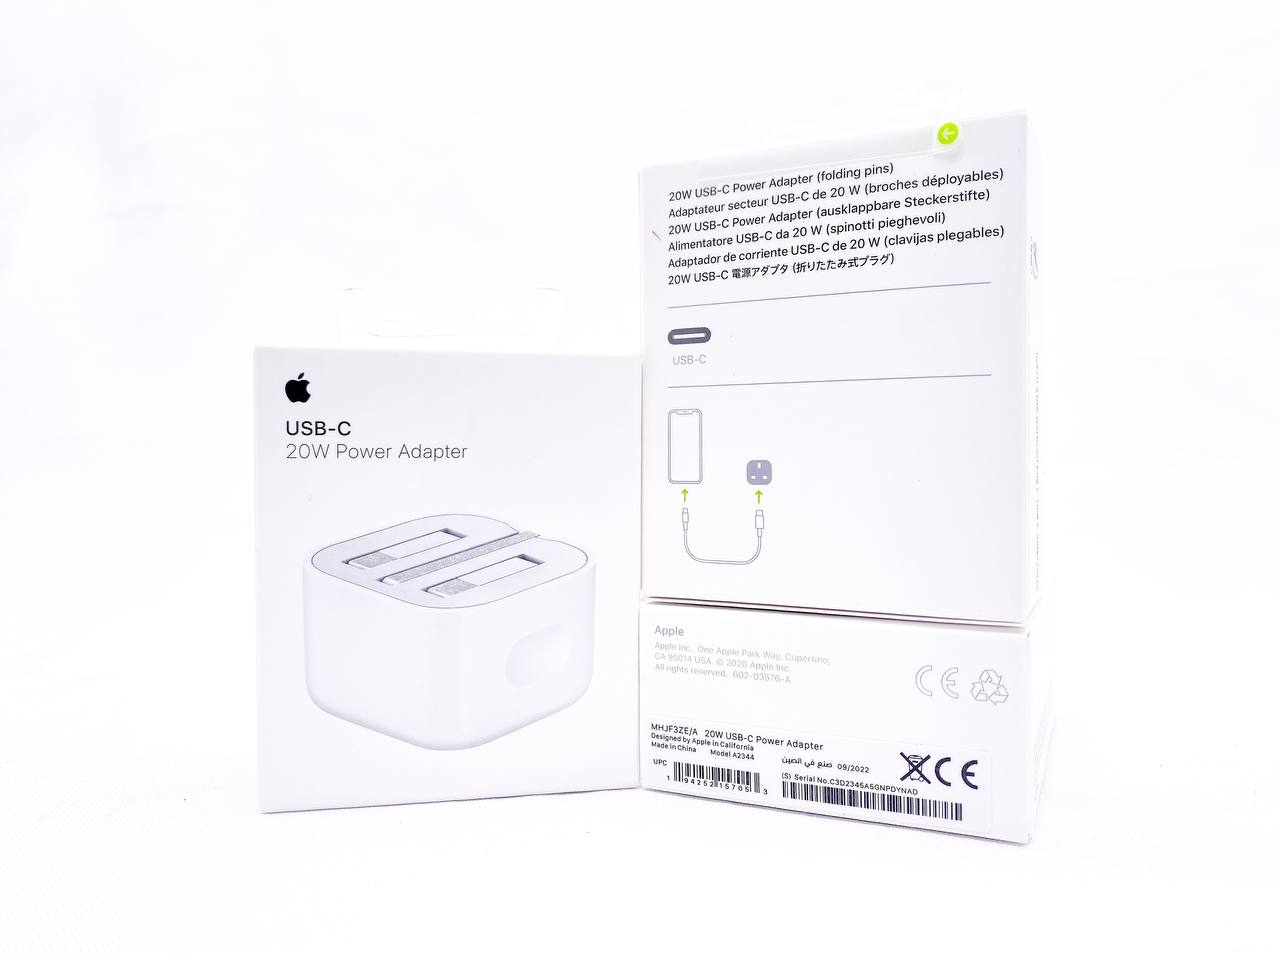 USB-C
20W Power Adapter
20W USB-C Power Adapter (folding pins)
Adaptateur secteur USB-C de 20 W (broches déployables)
20W USB-C Power Adapter (ausklappbare Steckerstifte)
Alimentatore USB-C da 20 W (spinotti pieghevoli)
Adaptador de corriente USB-C de 20 W (clavijas plegables)
20W USB-C 電源アダプタ (折りたたみ式プラグ)
USB-C
Apple
Apple Inc., One Apple Park Way, Cupertino,
CA 95014 USA. © 2020 Apple Inc.
All rights reserved. 602-03576-A
MHJF3ZE/A 20W USB-C Power Adapter
Designed by Apple in California
Made in China Model A2344
صنع في الصين 09/2022
UPC
1 94252 15705 3
(S) Serial No.C3D2345A5GNPDYNAD